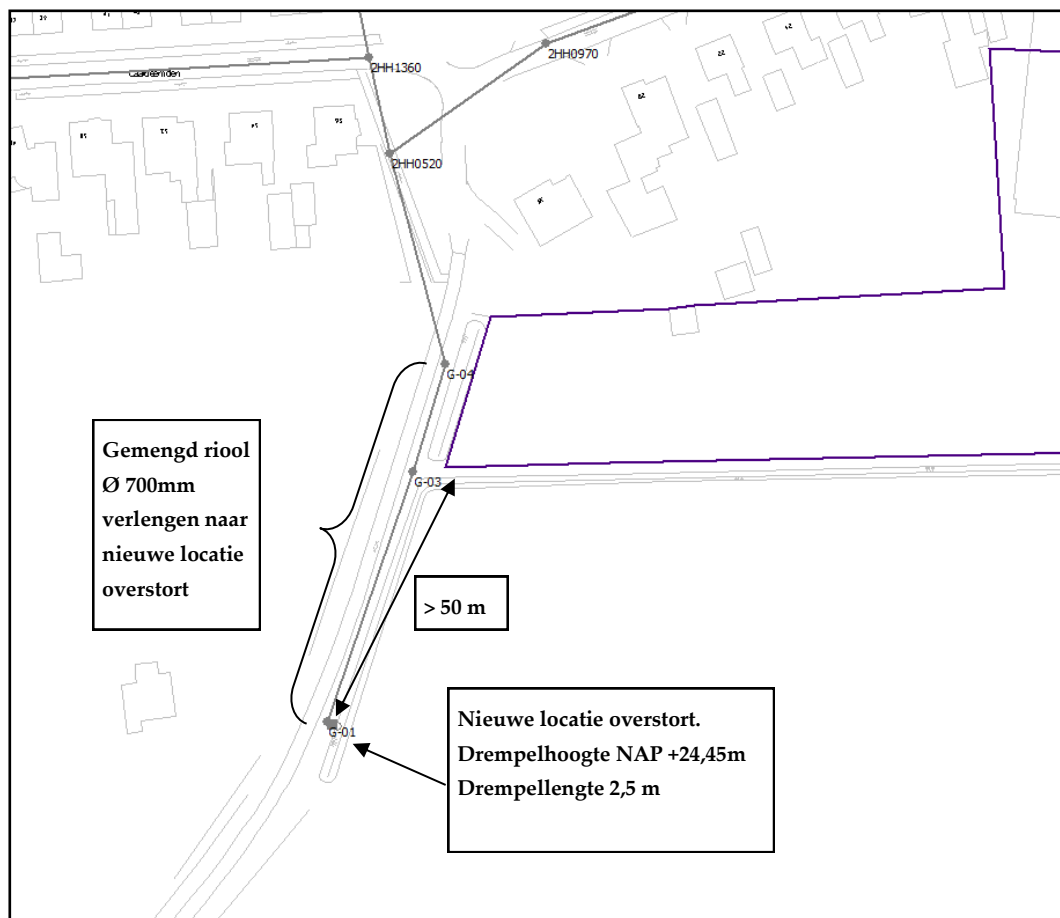 2HH0970
2HH1360
2HH0520
G-04
Gemengd riool
Ø 700mm
verlengen naar
nieuwe locatie
overstort
G-03
> 50 m
Nieuwe locatie overstort.
Drempelhoogte NAP +24,45m
Drempellengte 2,5 m
G-01